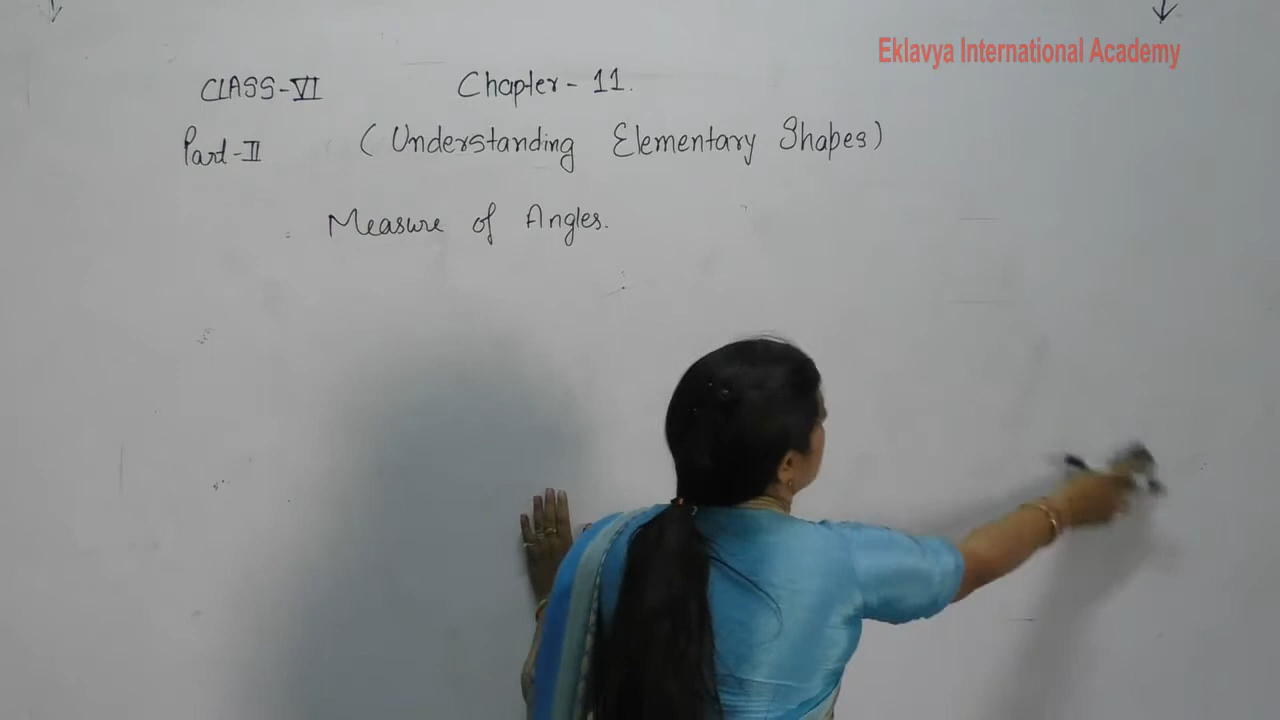 Eklavya International Academy
CLASS-VI Chapter-11.
Part-II (Understanding Elementary Shapes)
Measure of Angles.